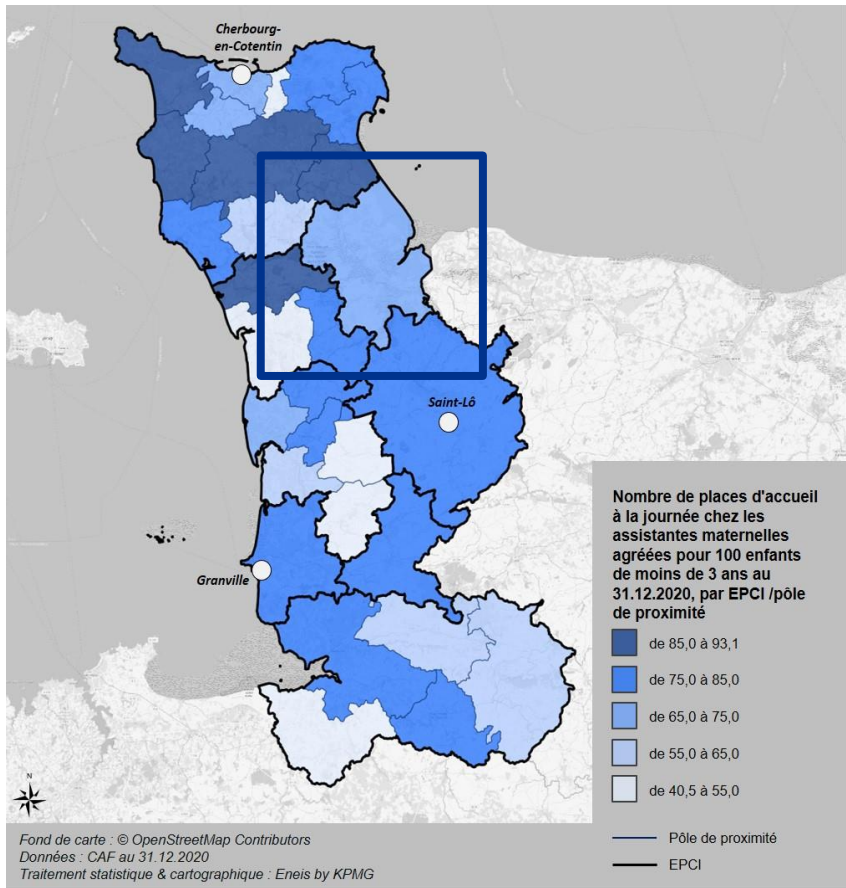 Cherbourg-
en-Cotentin
Saint-Lô
Granville
Nombre de places d'accueil
à la journée chez les
assistantes maternelles
agréées pour 100 enfants
de moins de 3 ans au
31.12.2020, par EPCI /pôle
de proximité
de 85,0 à 93,1
de 75,0 à 85,0
de 65,0 à 75,0
de 55,0 à 65,0
de 40,5 à 55,0
Pôle de proximité
EPCI
N
Fond de carte : © OpenStreetMap Contributors
Données : CAF au 31.12.2020
Traitement statistique & cartographique : Eneis by KPMG